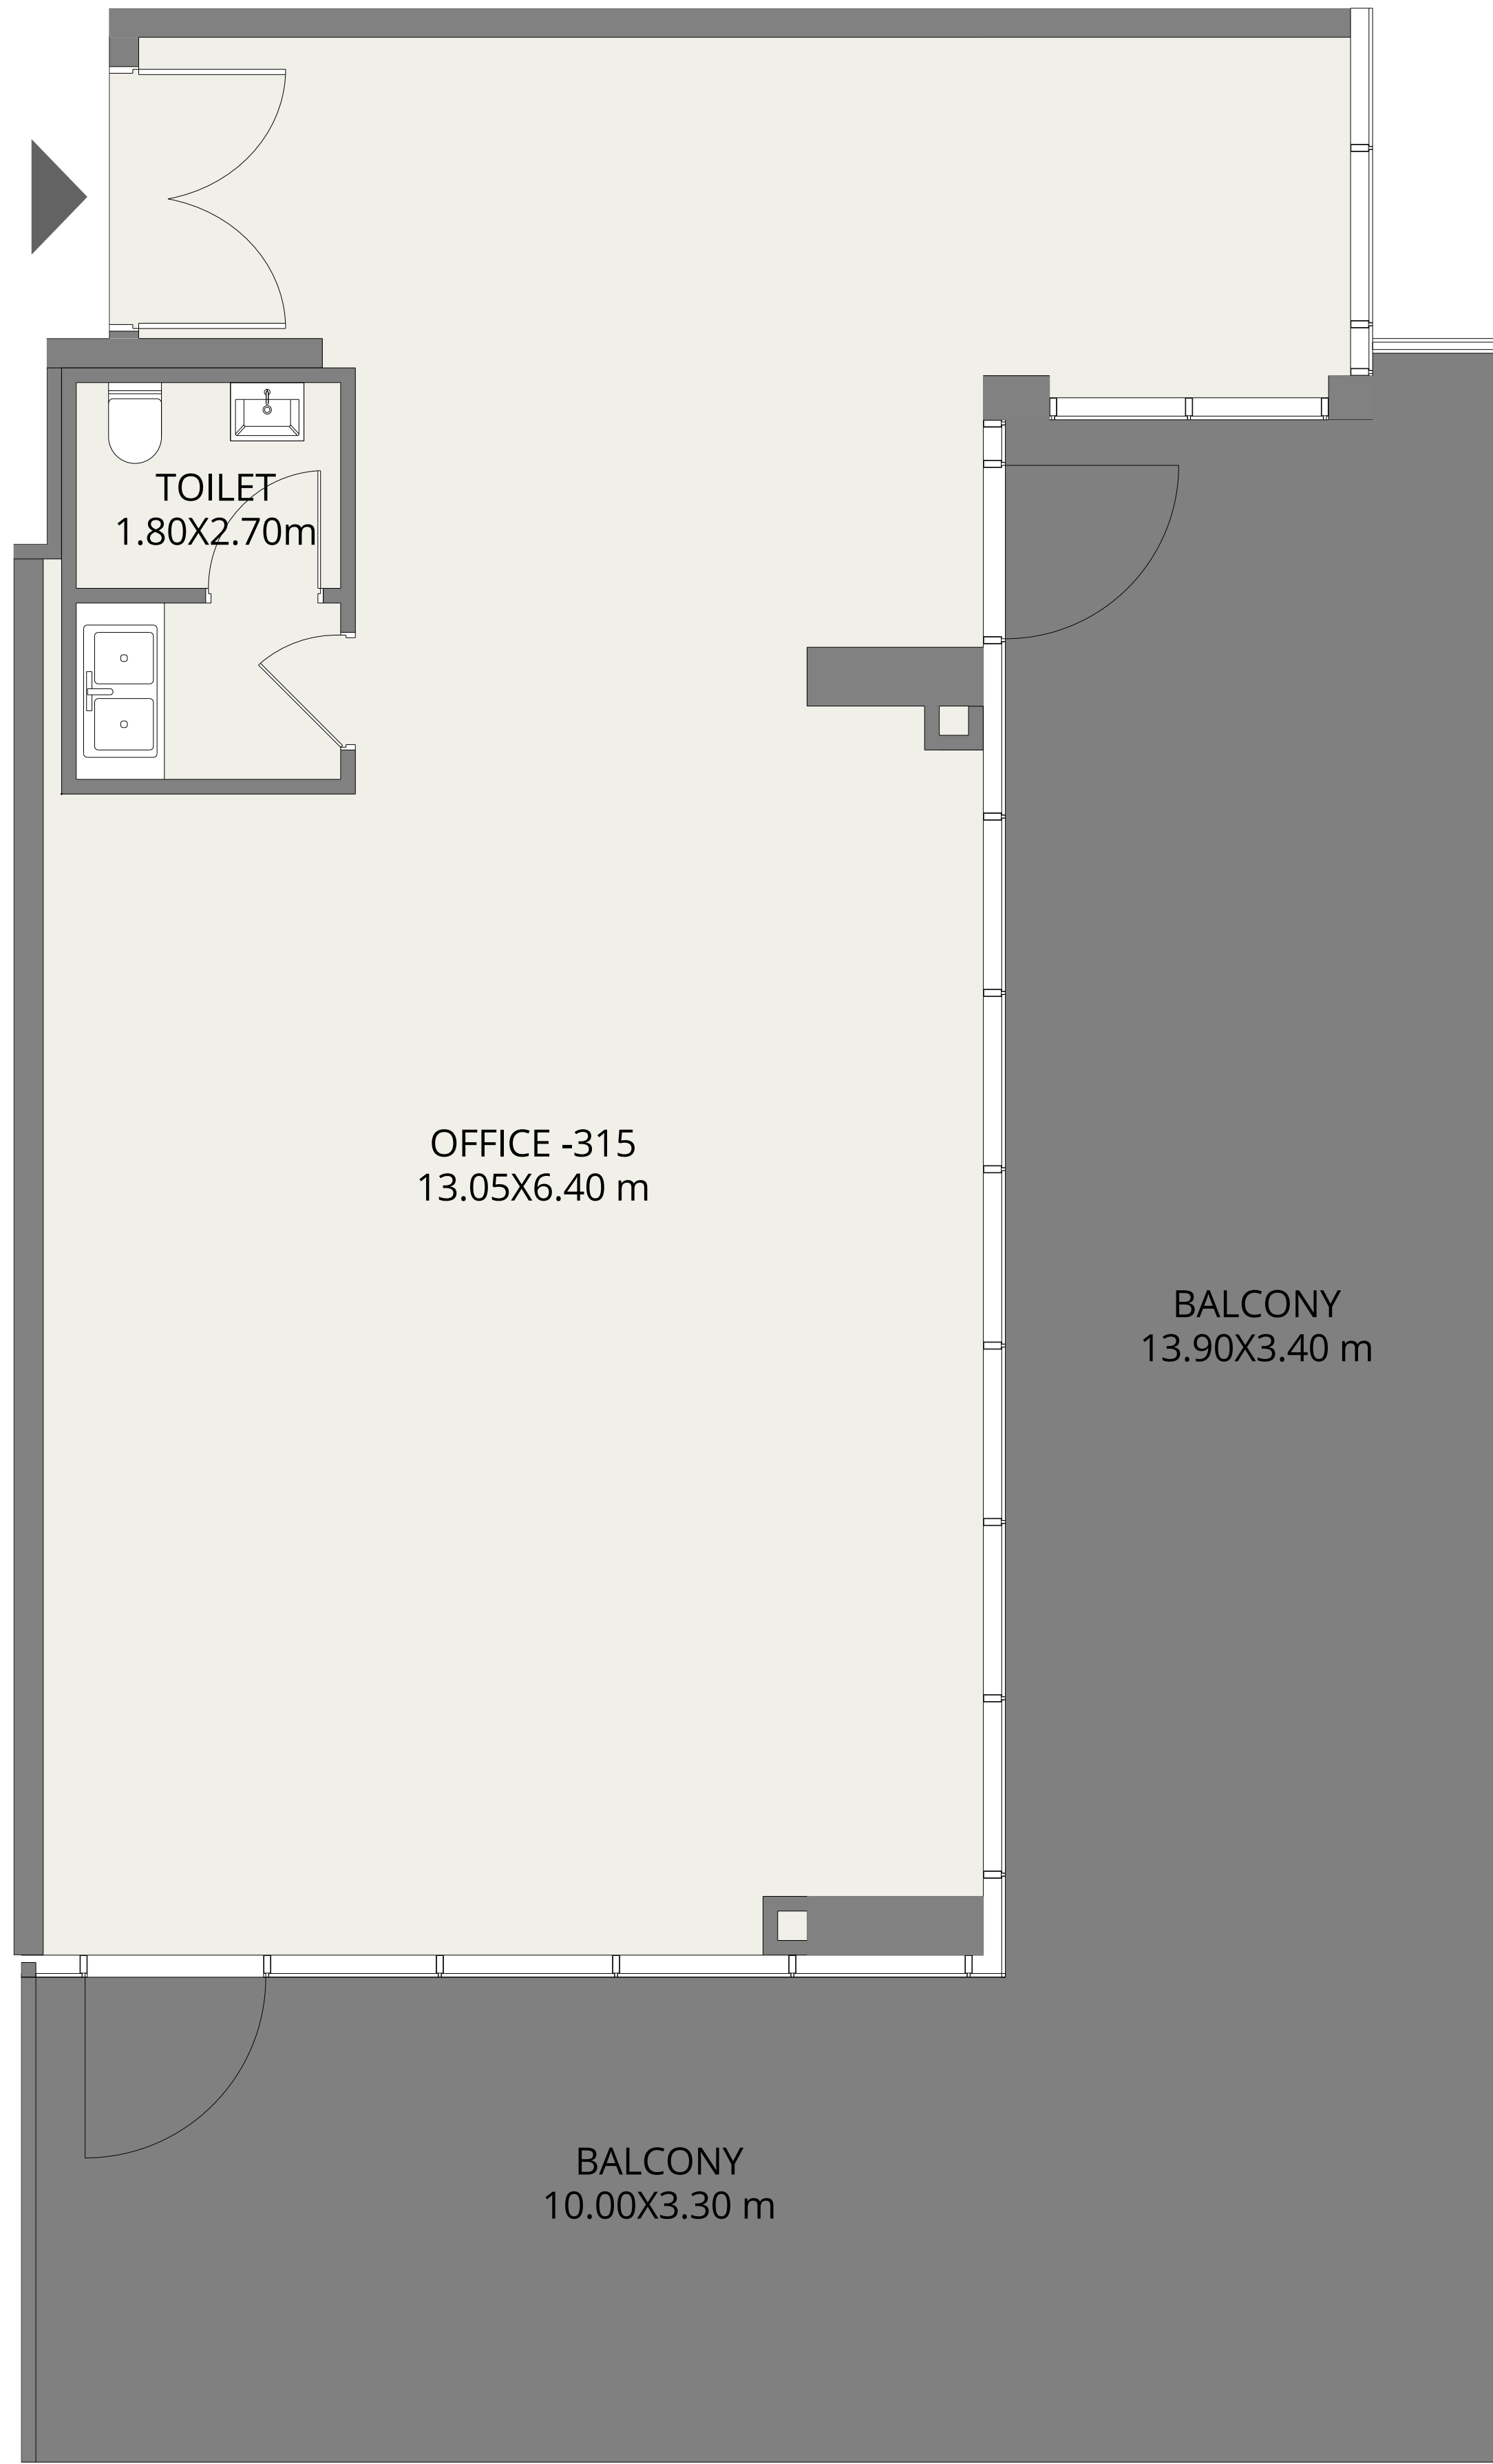 TOILET
1.80X2.70m
OFFICE -315
13.05X6.40 m
BALCONY
13.90X3.40 m
BALCONY
10.00X3.30 m